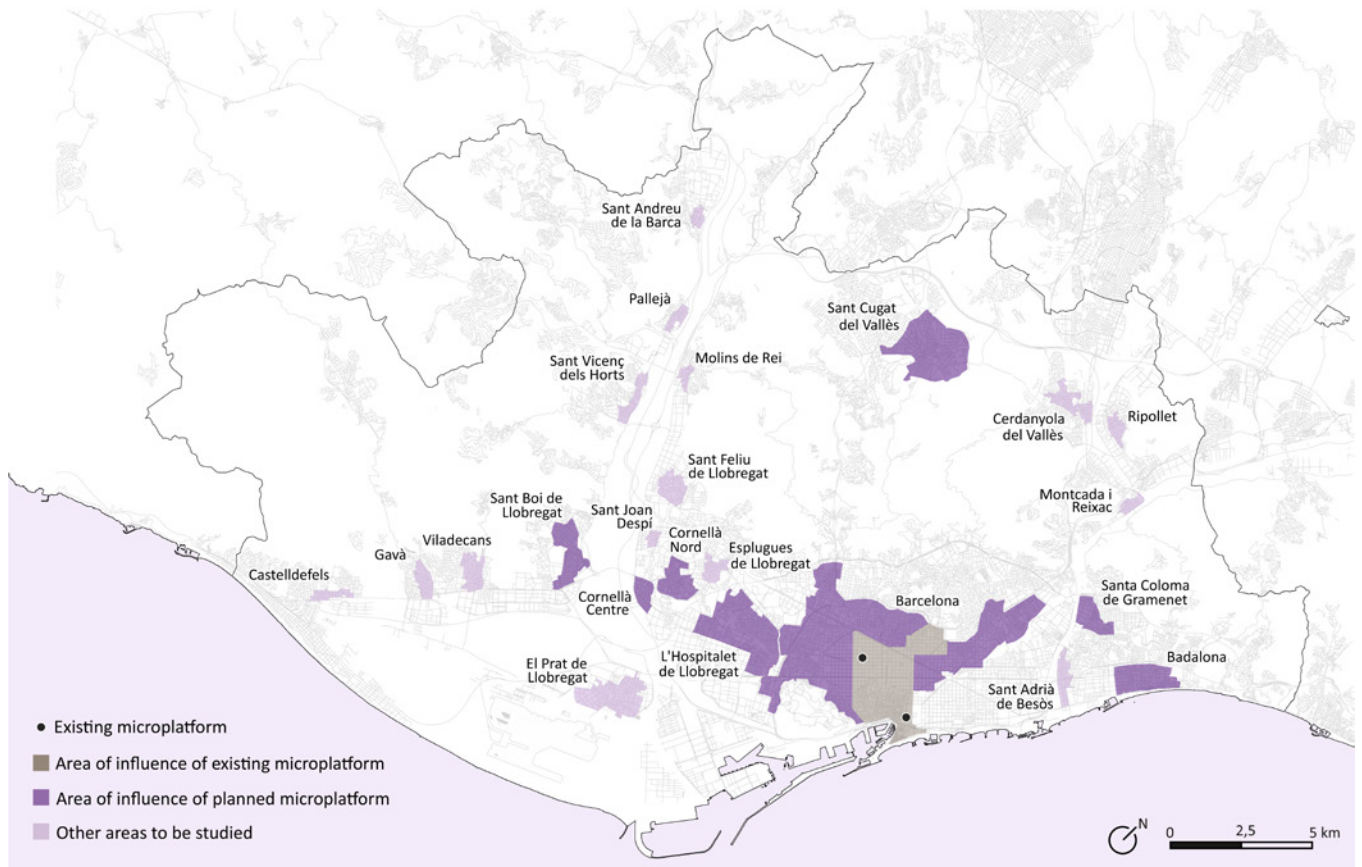 Sant Andreu
de la Barca
Pallejà
Sant Cugat
del Vallès
Sant Vicenç
dels Horts
Molins de Rei
Cerdanyola
del Vallès
Ripollet
Sant Feliu
de Llobregat
Montcada i
Reixac
Sant Boi de
Llobregat
Sant Joan
Despí
Cornellà
Nord
Esplugues
de Llobregat
Viladecans
Gavà
Castelldefels
Cornellà
Centre
Barcelona
Santa Coloma
de Gramenet
El Prat de
Llobregat
L'Hospitalet
de Llobregat
Sant Adrià
de Besòs
Badalona
Existing microplatform
Area of influence of existing microplatform
Area of influence of planned microplatform
Other areas to be studied
N
0 2,5 5 km